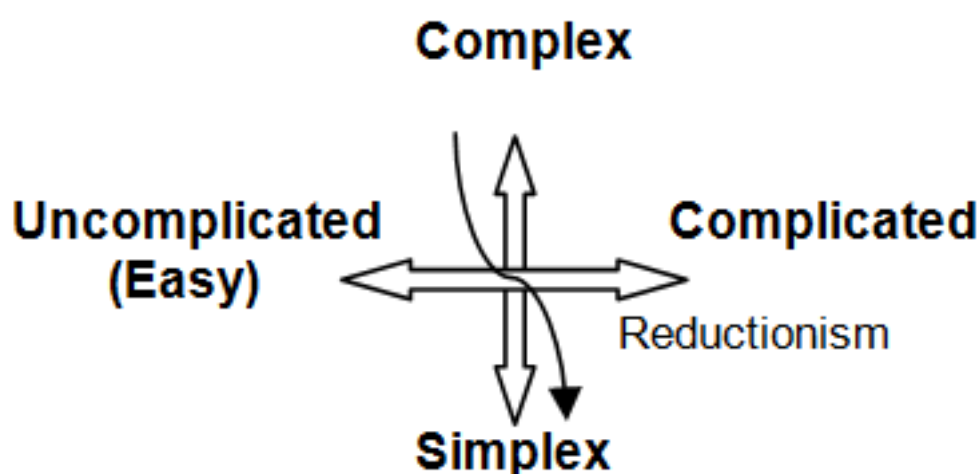 Complex
Uncomplicated
(Easy)
Complicated
Reductionism
Simplex